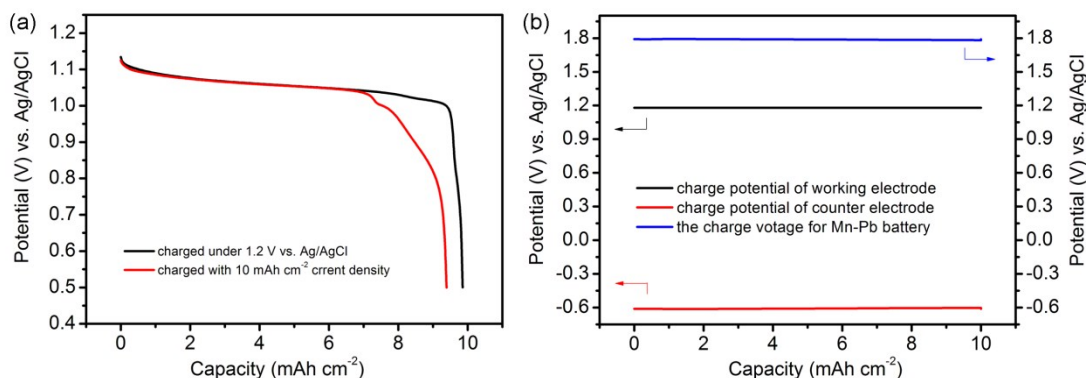 (a)
Potential (V) vs. Ag/AgCl
1.2
1.1
1.0
0.9
0.8
0.7
0.6
0.5
0.4
charged under 1.2 V vs. Ag/AgCl
charged with 10 mAh cm⁻² crrent density
0 2 4 6 8 10
Capacity (mAh cm⁻²)
(b)
Potential (V) vs. Ag/AgCl
1.8
1.5
1.2
0.9
0.6
0.3
0.0
-0.3
-0.6
charge potential of working electrode
charge potential of counter electrode
the charge votage for Mn-Pb battery
0 2 4 6 8 10
Capacity (mAh cm⁻²)
1.8
1.5
1.2
0.9
0.6
0.3
0.0
-0.3
-0.6
Potential (V) vs. Ag/AgCl